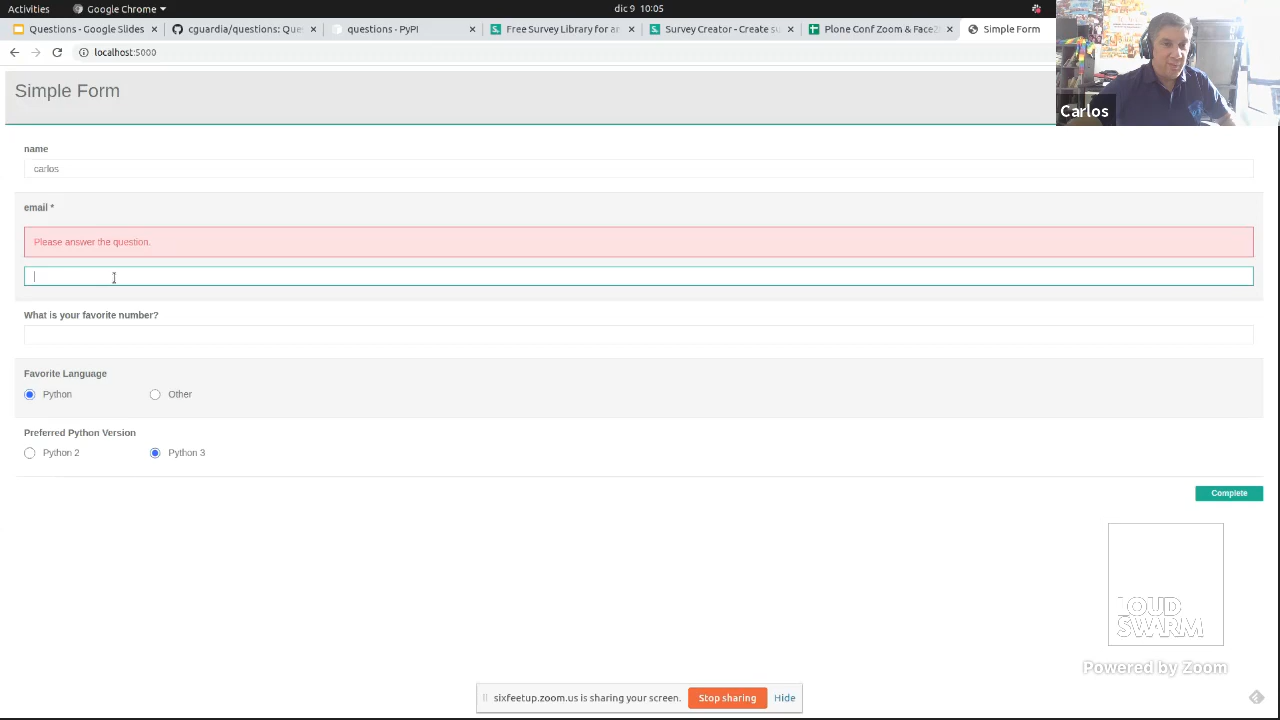 Activities
Google Chrome
dic 9 10:05
Questions - Google Slides
cguardia/questions: Que
questions - Py
Free Survey Library for an
Survey Creator - Create su
Plone Conf Zoom & Face
Simple Form
localhost:5000
Carlos
Simple Form
name
carlos
email *
Please answer the question.
What is your favorite number?
Favorite Language
Python Other
Preferred Python Version
Python 2 Python 3
Complete
LOUD
SWARM
Powered by Zoom
sixfeetup.zoom.us is sharing your screen. Stop sharing Hide